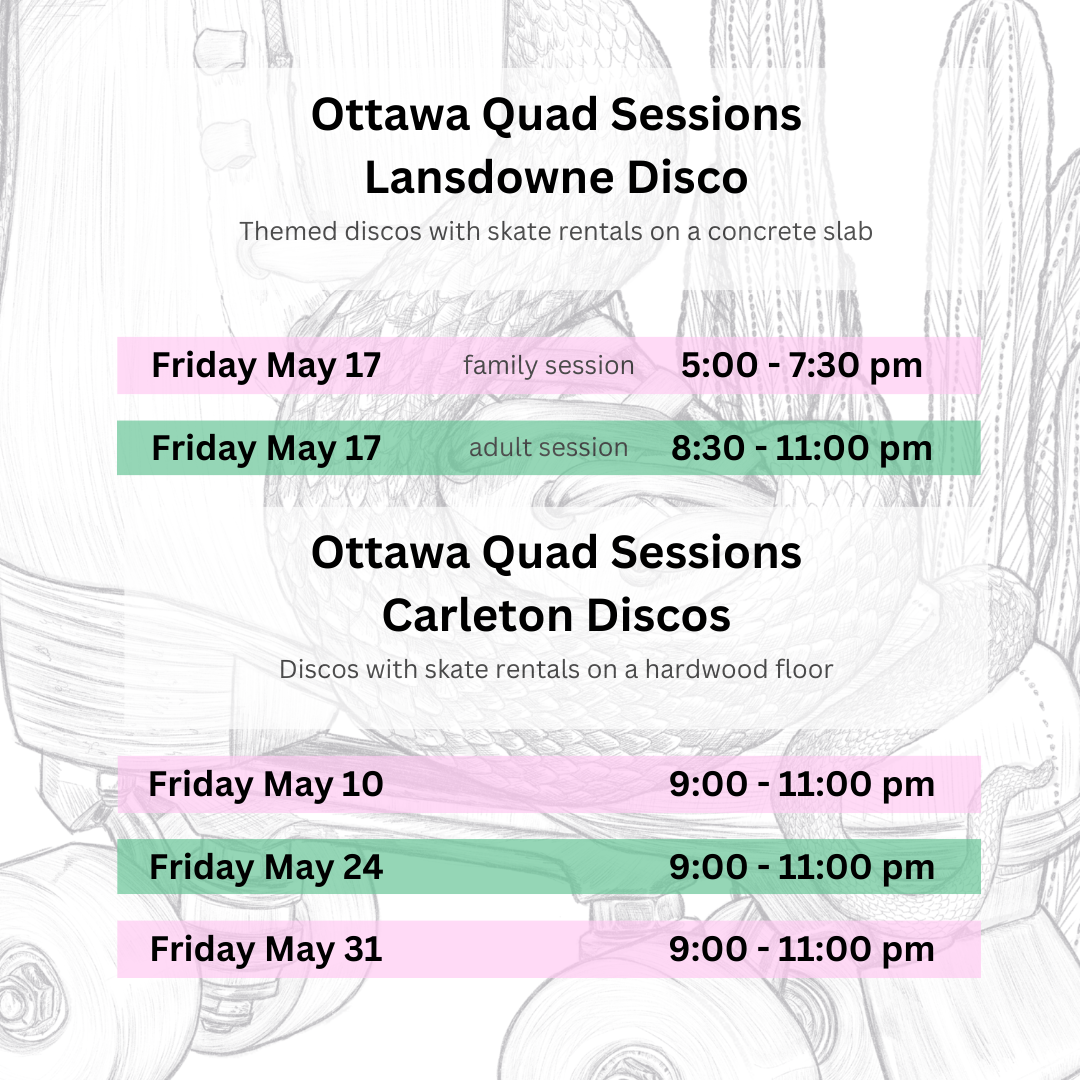 Ottawa Quad Sessions
Lansdowne Disco
Themed discos with skate rentals on a concrete slab
Friday May 17 family session 5:00 - 7:30 pm
Friday May 17 adult session 8:30 - 11:00 pm
Ottawa Quad Sessions
Carleton Discos
Discos with skate rentals on a hardwood floor
Friday May 10 9:00 - 11:00 pm
Friday May 24 9:00 - 11:00 pm
Friday May 31 9:00 - 11:00 pm